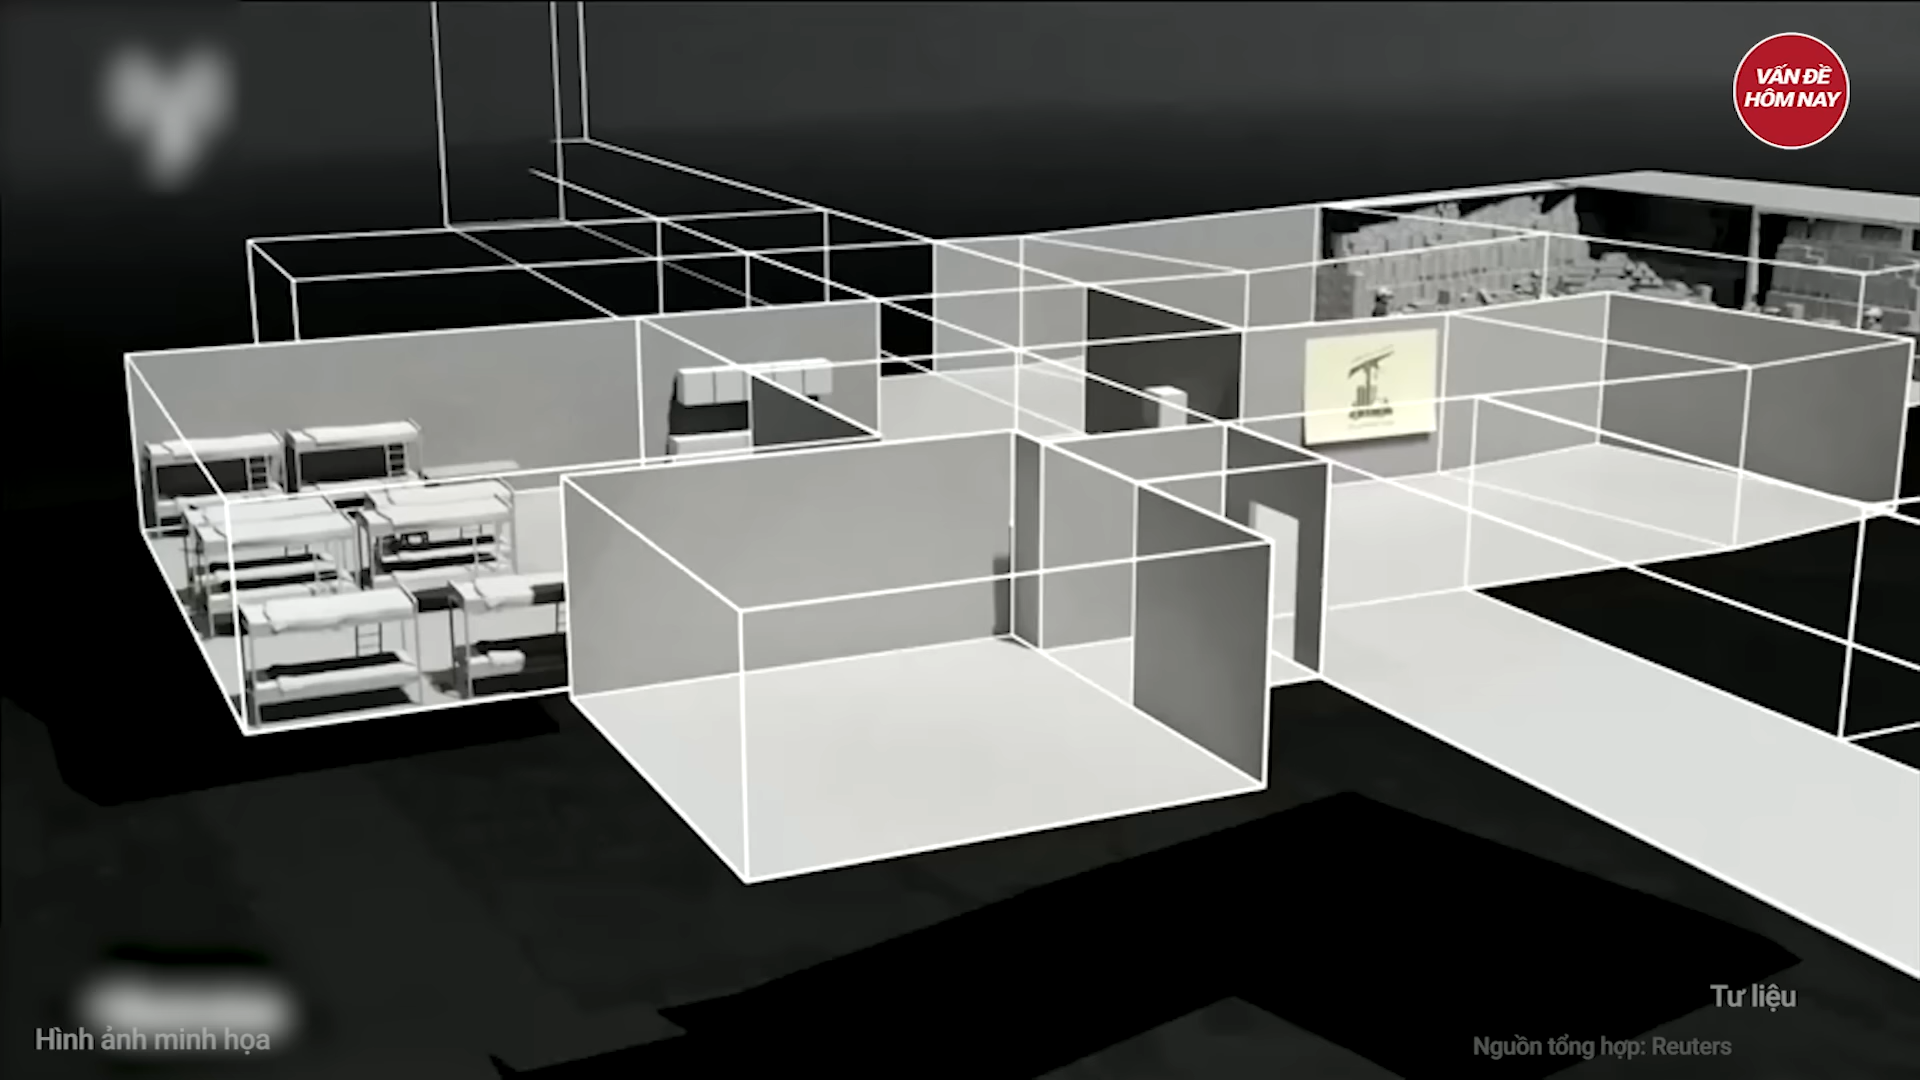 VẤN ĐỀ
HÔM NAY
Tư liệu
Hình ảnh minh họa
Nguồn tổng hợp: Reuters